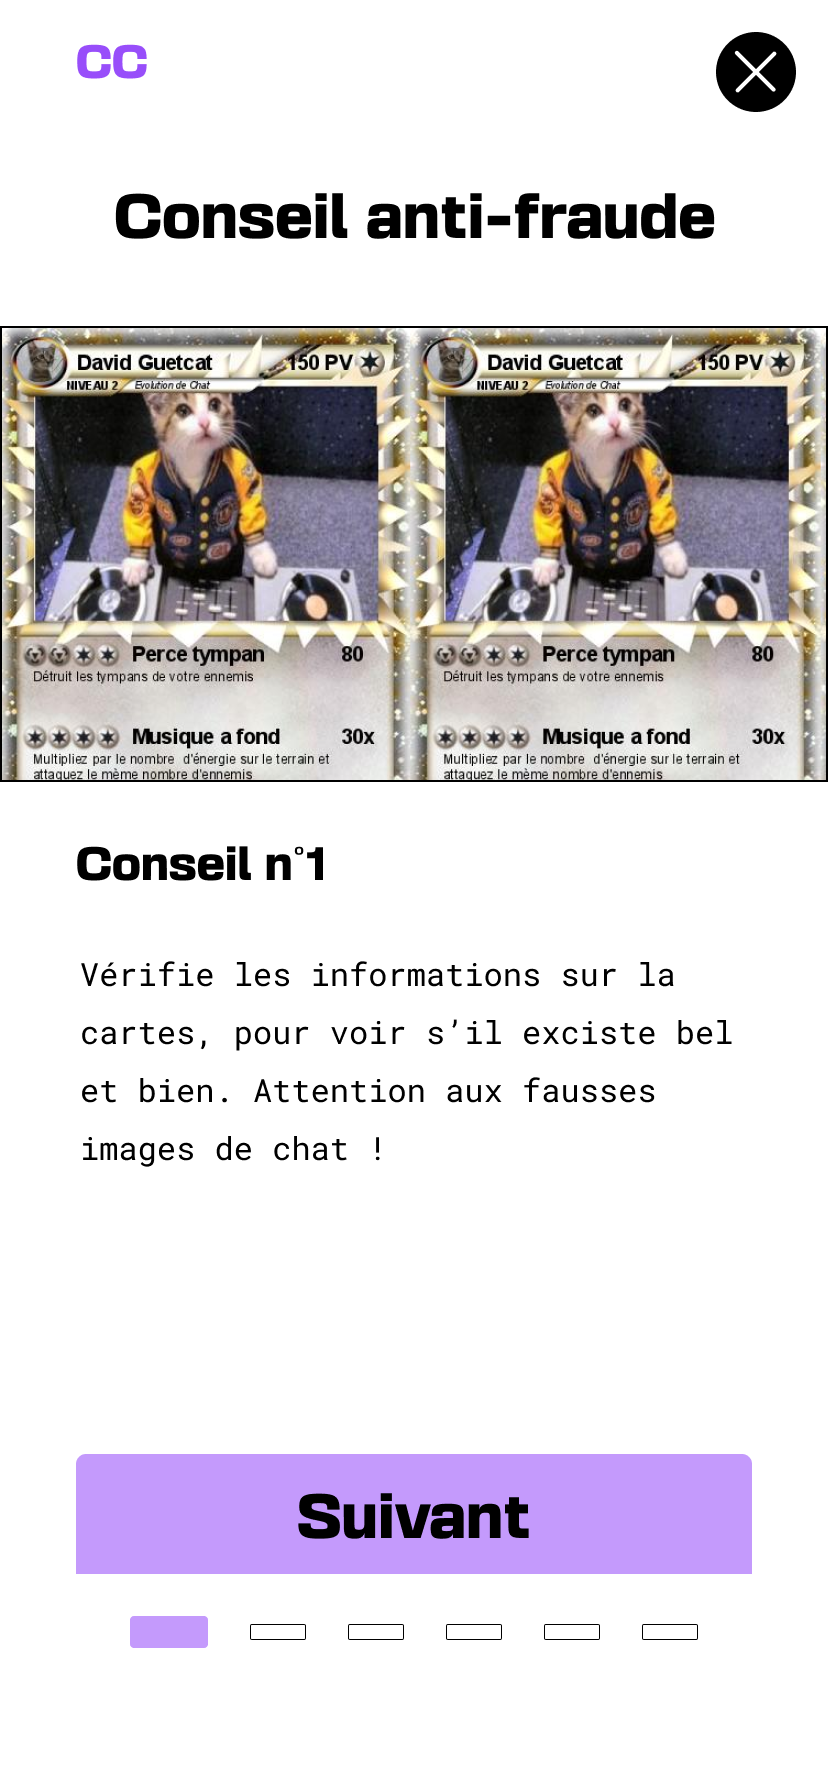 CC
Conseil anti-fraude
David Guetcat 150 PV
NIVEAU 2 Evolution de Chat
Perce tympan 80
Détruit les tympans de votre ennemis
Musique a fond 30x
Multipliez par le nombre d'énergie sur le terrain et
attaquez le mème nombre d'ennemis
David Guetcat 150 PV
NIVEAU 2 Evolution de Chat
Perce tympan 80
Détruit les tympans de votre ennemis
Musique a fond 30x
Multipliez par le nombre d'énergie sur le terrain et
attaquez le mème nombre d'ennemis
Conseil n°1
Vérifie les informations sur la
cartes, pour voir s’il exciste bel
et bien. Attention aux fausses
images de chat !
Suivant